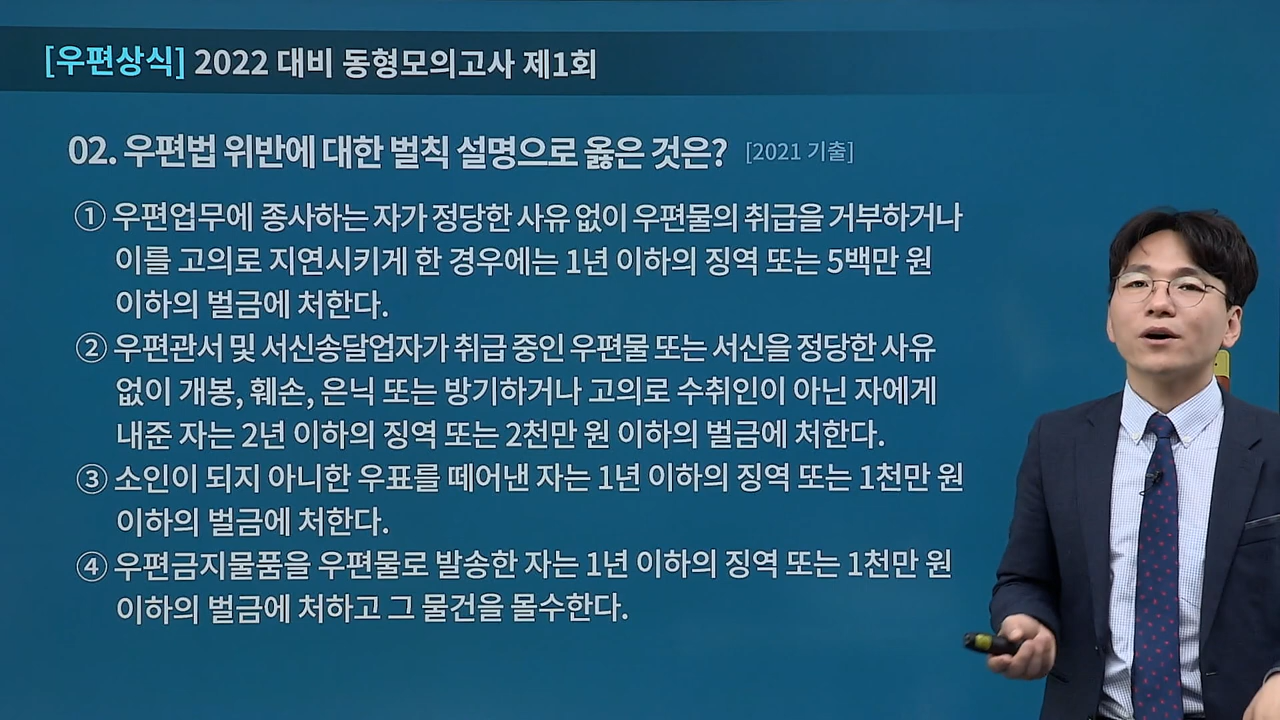 [우편상식] 2022 대비 동형모의고사 제1회
02. 우편법 위반에 대한 벌칙 설명으로 옳은 것은? [2021 기출]
① 우편업무에 종사하는 자가 정당한 사유 없이 우편물의 취급을 거부하거나
이를 고의로 지연시키게 한 경우에는 1년 이하의 징역 또는 5백만 원
이하의 벌금에 처한다.
② 우편관서 및 서신송달업자가 취급 중인 우편물 또는 서신을 정당한 사유
없이 개봉, 훼손, 은닉 또는 방기하거나 고의로 수취인이 아닌 자에게
내준 자는 2년 이하의 징역 또는 2천만 원 이하의 벌금에 처한다.
③ 소인이 되지 아니한 우표를 떼어낸 자는 1년 이하의 징역 또는 1천만 원
이하의 벌금에 처한다.
④ 우편금지물품을 우편물로 발송한 자는 1년 이하의 징역 또는 1천만 원
이하의 벌금에 처하고 그 물건을 몰수한다.